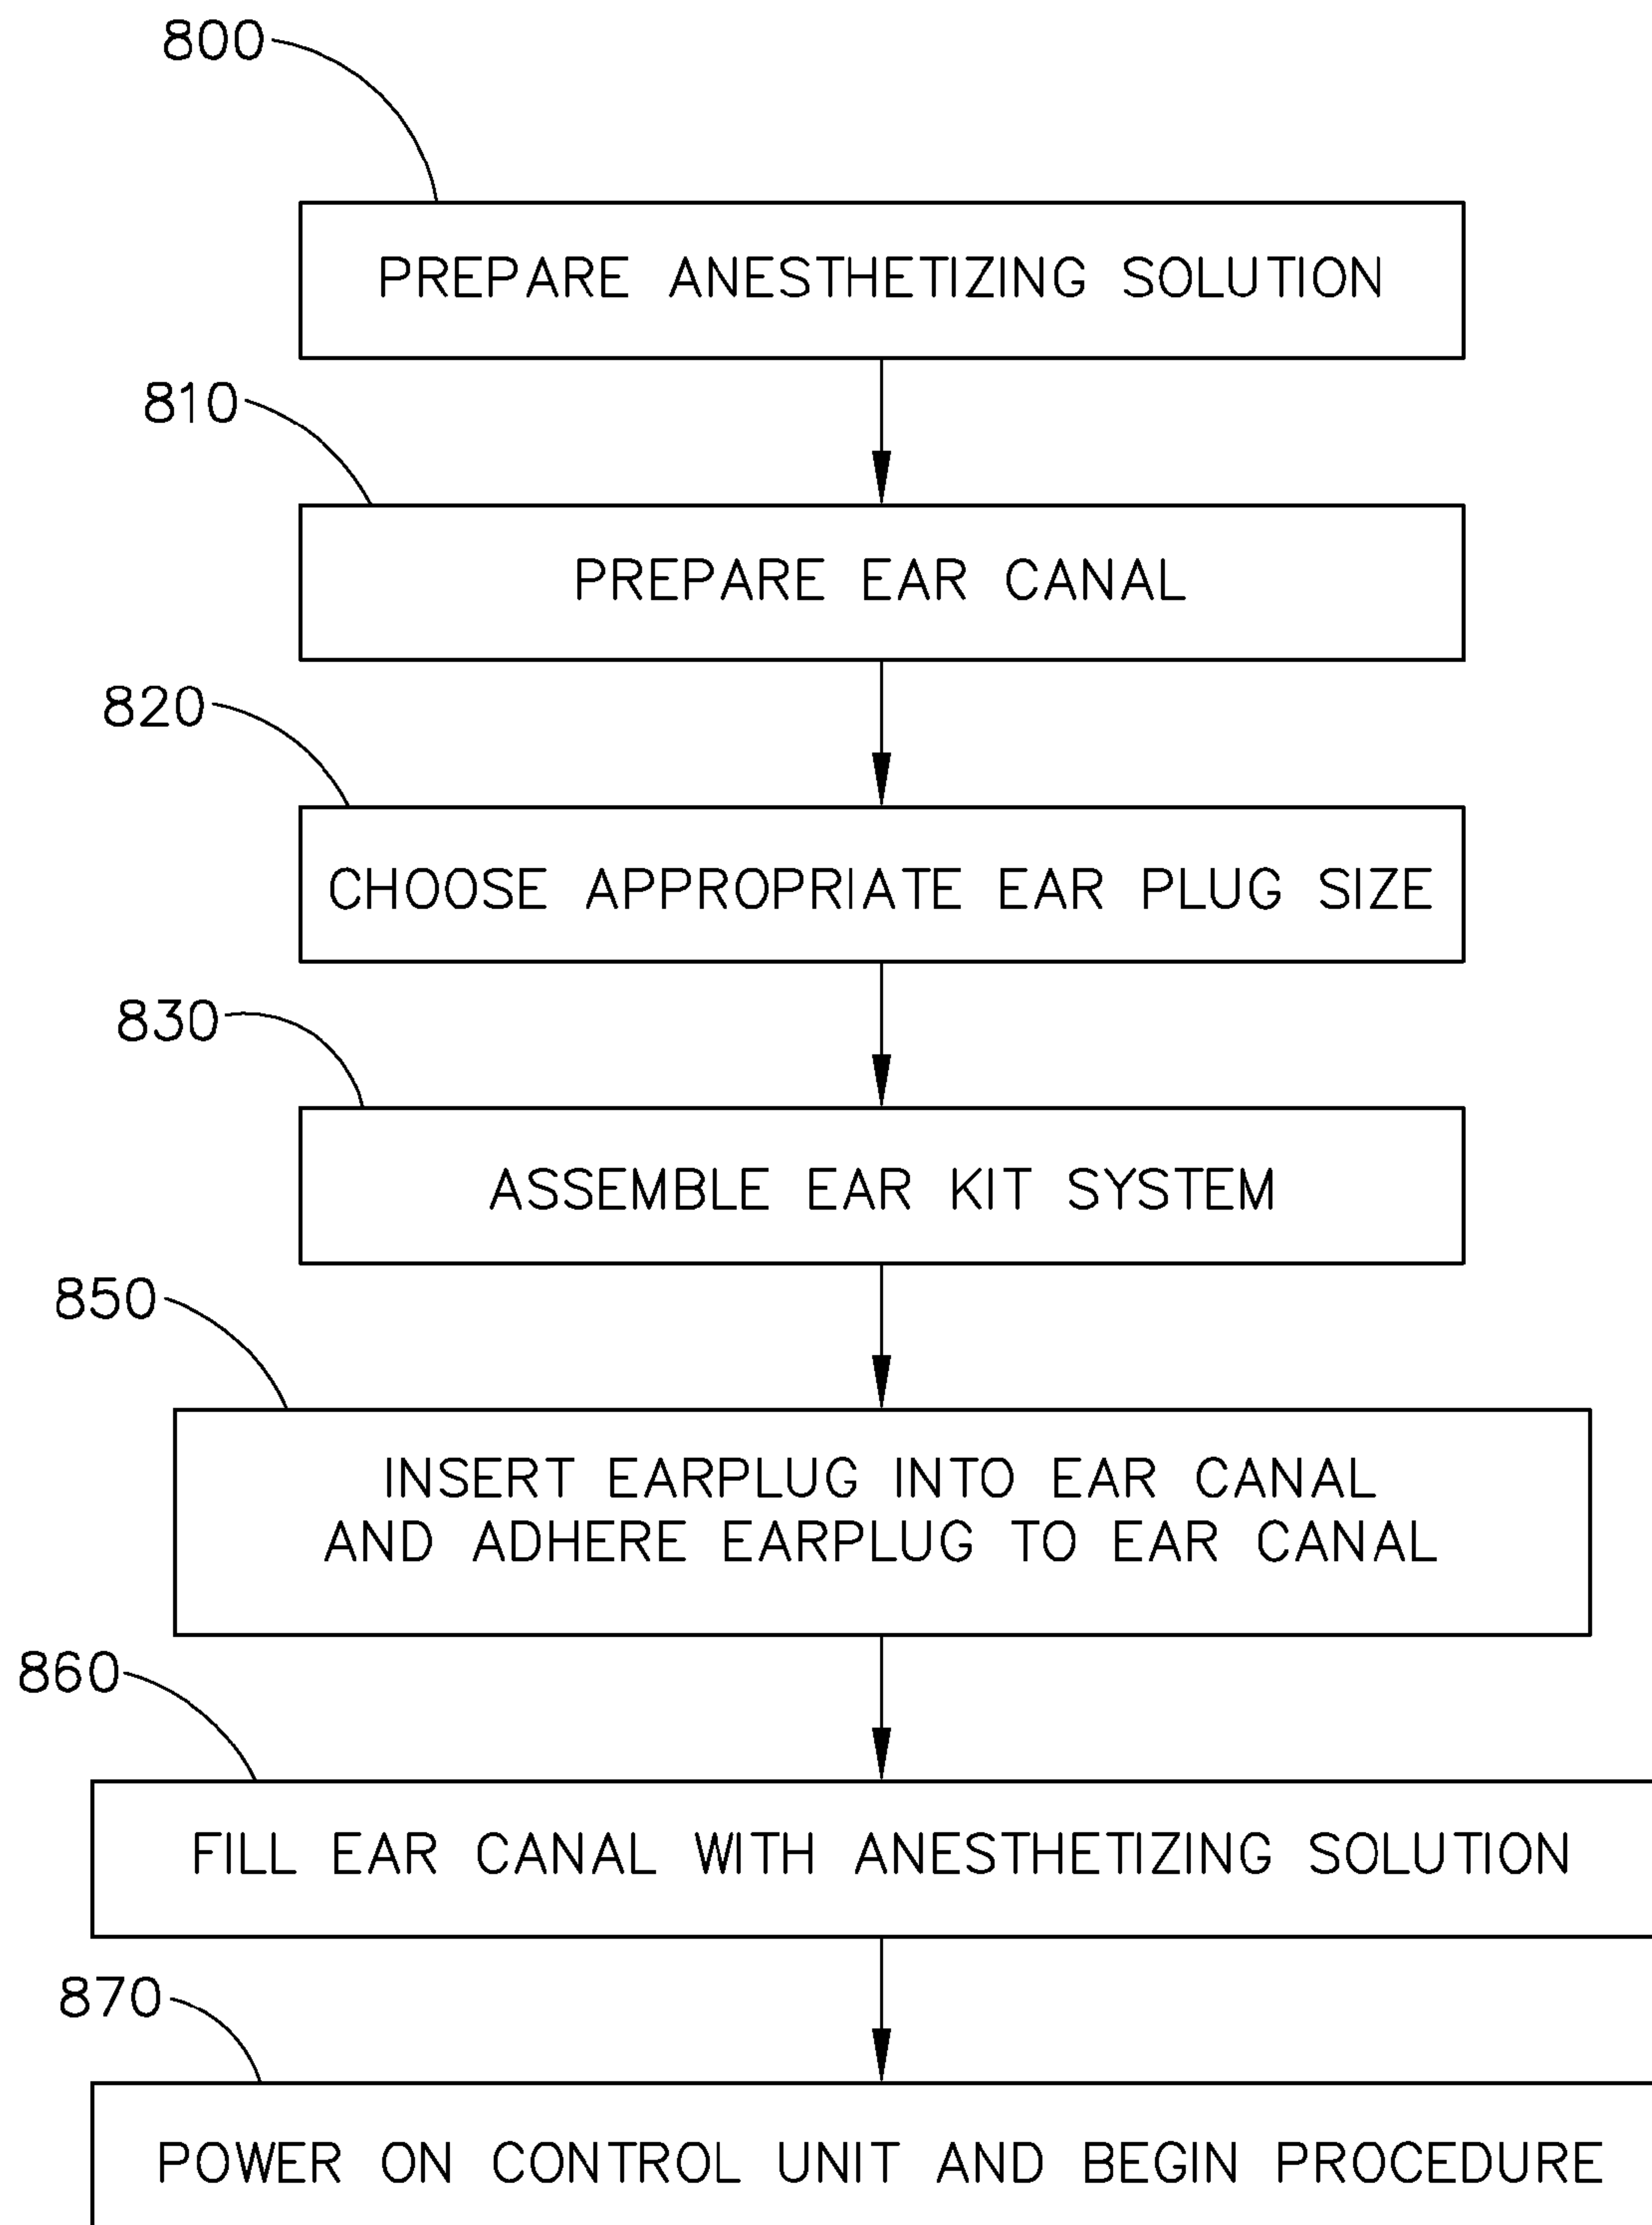 800
PREPARE ANESTHETIZING SOLUTION
810
PREPARE EAR CANAL
820
CHOOSE APPROPRIATE EAR PLUG SIZE
830
ASSEMBLE EAR KIT SYSTEM
850
INSERT EARPLUG INTO EAR CANAL
AND ADHERE EARPLUG TO EAR CANAL
860
FILL EAR CANAL WITH ANESTHETIZING SOLUTION
870
POWER ON CONTROL UNIT AND BEGIN PROCEDURE